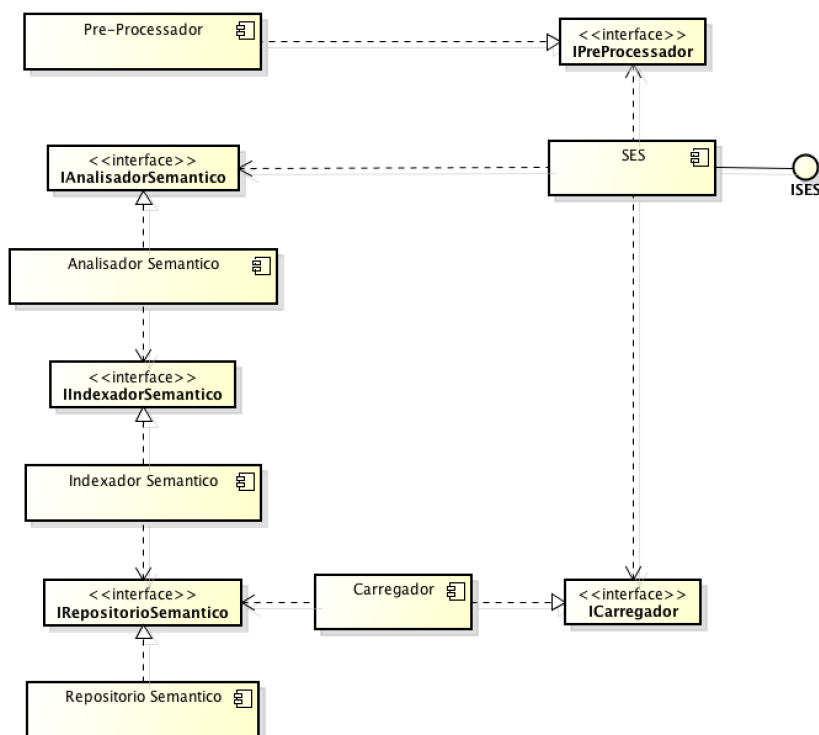 Pre-Processador
<<interface>>
IPreProcessador
<<interface>>
IAnalisadorSemantico
SES
ISES
Analisador Semantico
<<interface>>
IIndexadorSemantico
Indexador Semantico
<<interface>>
IRepositorioSemantico
Carregador
<<interface>>
ICarregador
Repositorio Semantico